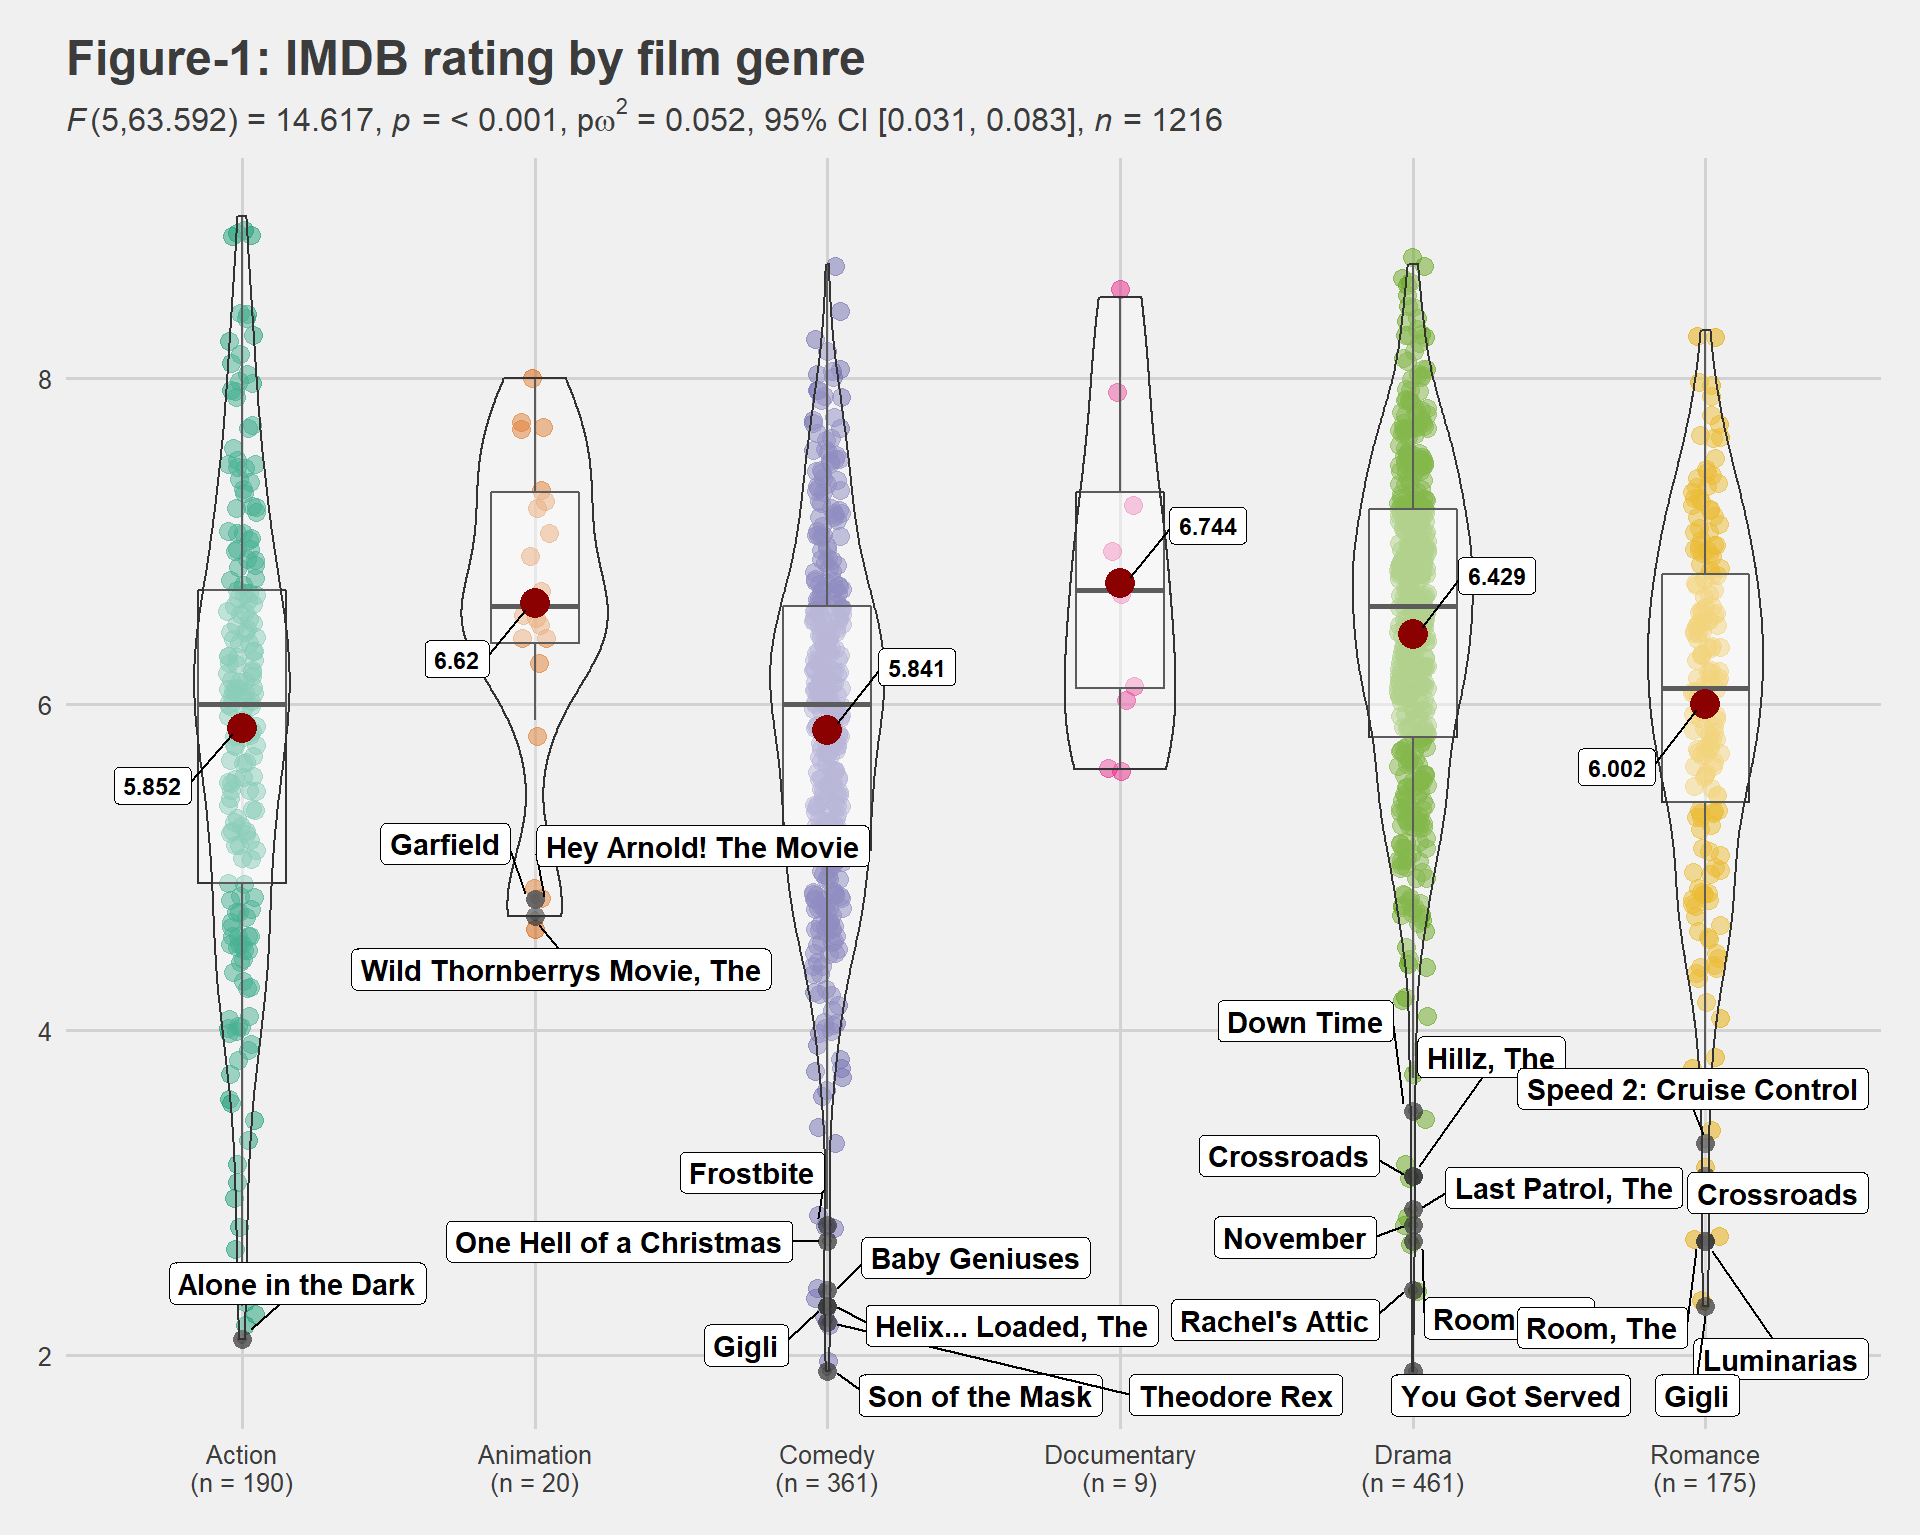 Figure-1: IMDB rating by film genre
F(5,63.592) = 14.617, p = < 0.001, pω² = 0.052, 95% CI [0.031, 0.083], n = 1216
8
6.744
6.429
6.62
5.841
6
6.002
5.852
Garfield
Hey Arnold! The Movie
Wild Thornberrys Movie, The
Down Time
4
Hillz, The
Speed 2: Cruise Control
Crossroads
Frostbite
Last Patrol, The
Crossroads
November
One Hell of a Christmas
Baby Geniuses
Alone in the Dark
Room
Rachel's Attic
Helix... Loaded, The
Room, The
Gigli
2
Luminarias
Son of the Mask
Theodore Rex
You Got Served
Gigli
Action
(n = 190)
Animation
(n = 20)
Comedy
(n = 361)
Documentary
(n = 9)
Drama
(n = 461)
Romance
(n = 175)